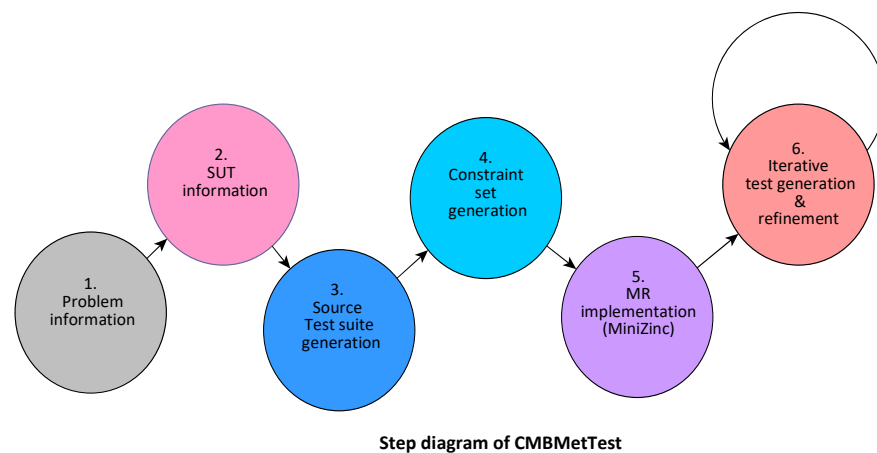 1.
Problem
information
2.
SUT
information
3.
Source
Test suite
generation
4.
Constraint
set
generation
5.
MR
implementation
(MiniZinc)
6.
Iterative
test generation
&
refinement
Step diagram of CMBMetTest